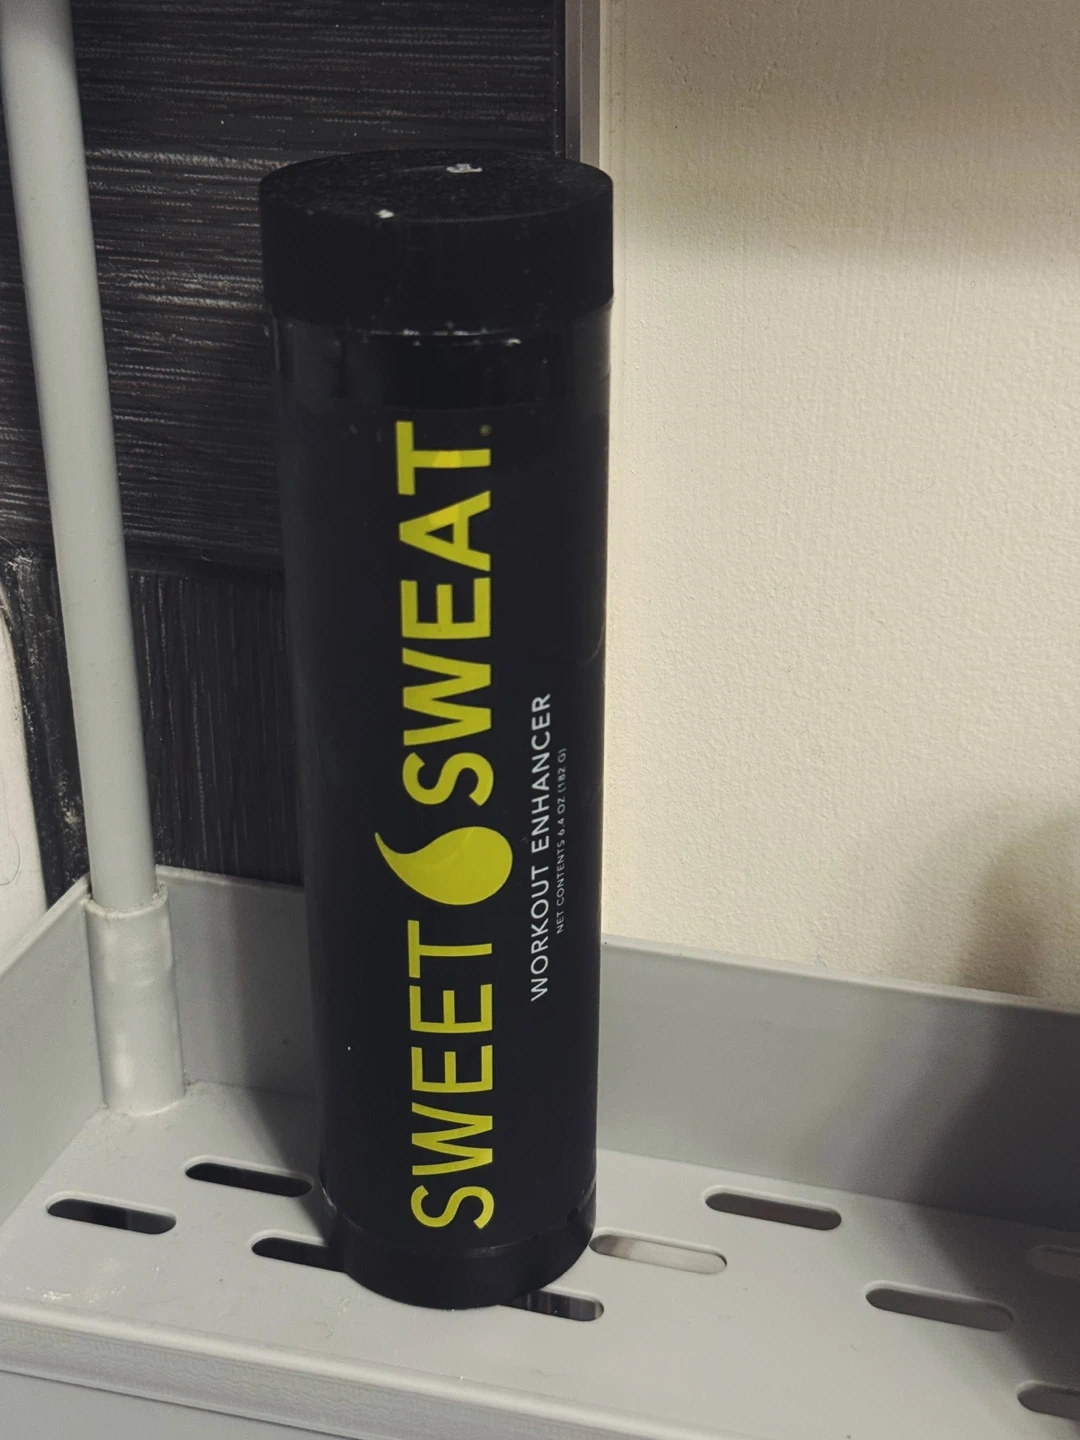 SWEET SWEAT®
WORKOUT ENHANCER
NET CONTENTS 6.4 OZ (182 G)